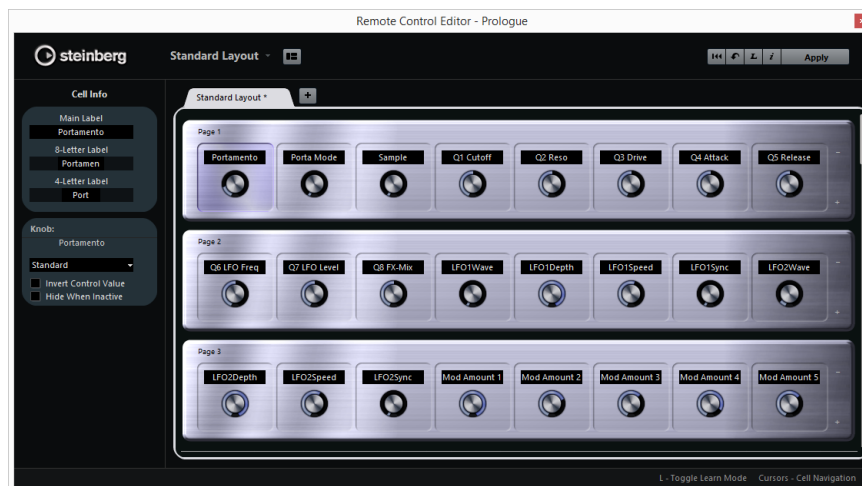 Remote Control Editor - Prologue
steinberg
Standard Layout
L i Apply
Cell Info
Main Label
Portamento
8-Letter Label
Portamen
4-Letter Label
Port
Knob:
Portamento
Standard
Invert Control Value
Hide When Inactive
Standard Layout * +
Page 1
Portamento Porta Mode Sample Q1 Cutoff Q2 Reso Q3 Drive Q4 Attack Q5 Release
Page 2
Q6 LFO Freq Q7 LFO Level Q8 FX-Mix LFO1Wave LFO1Depth LFO1Speed LFO1Sync LFO2Wave
Page 3
LFO2Depth LFO2Speed LFO2Sync Mod Amount 1 Mod Amount 2 Mod Amount 3 Mod Amount 4 Mod Amount 5
L - Toggle Learn Mode Cursors - Cell Navigation